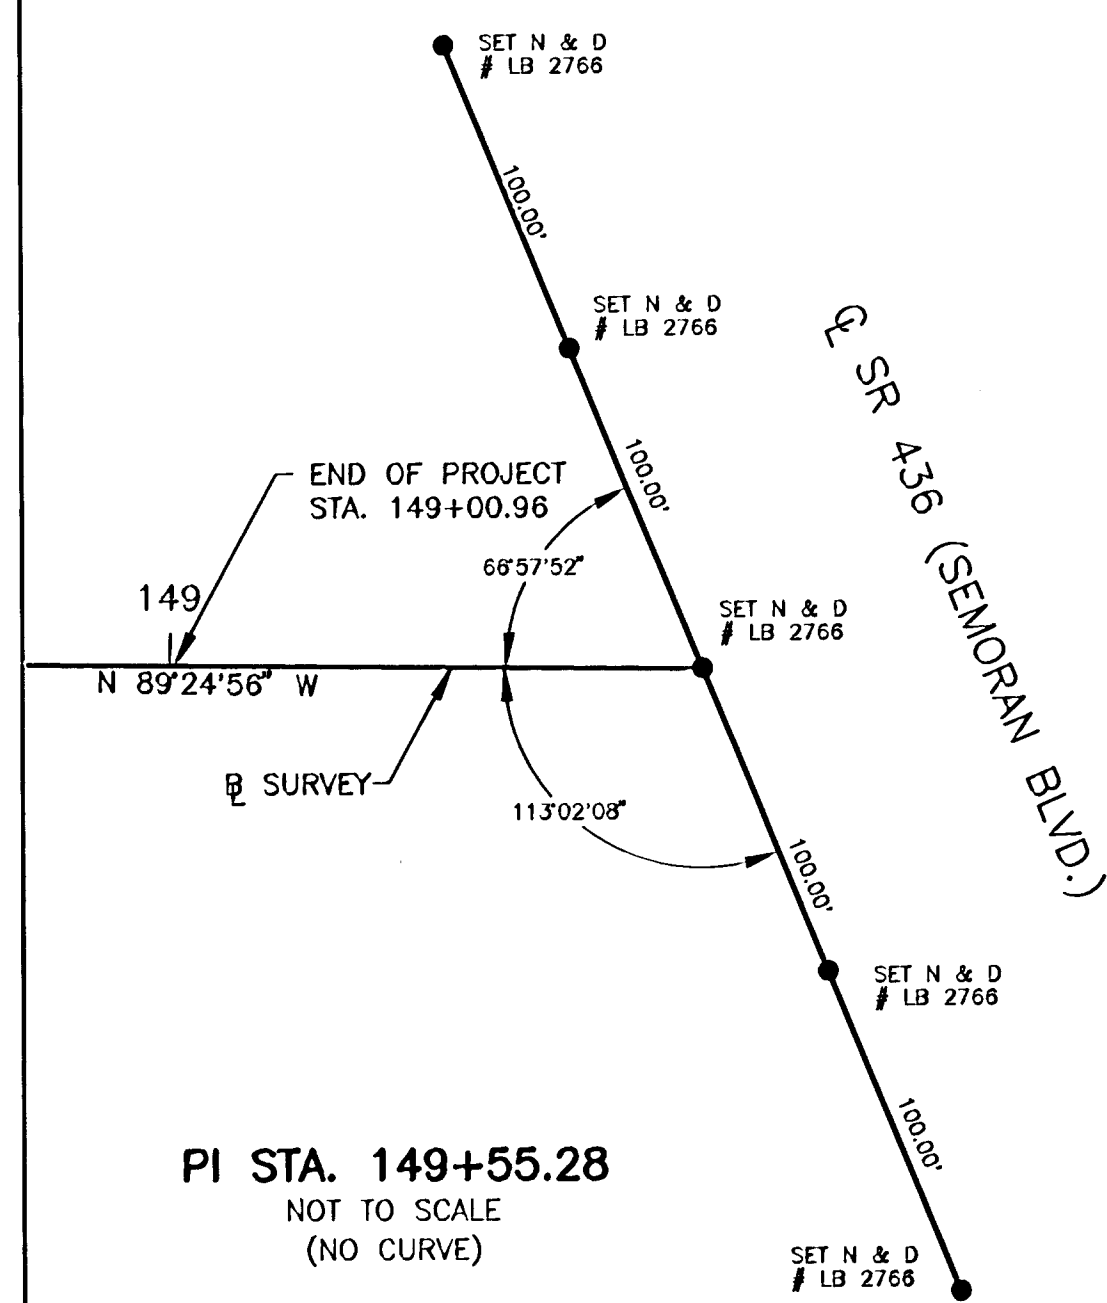 SET N & D
# LB 2766
100.00'
SET N & D
# LB 2766
℄ SR 436 (SEMORAN BLVD.)
100.00'
END OF PROJECT
STA. 149+00.96
66°57'52"
149
SET N & D
# LB 2766
N 89°24'56" W
BL SURVEY
113°02'08"
100.00'
SET N & D
# LB 2766
100.00'
PI STA. 149+55.28
NOT TO SCALE
(NO CURVE)
SET N & D
# LB 2766